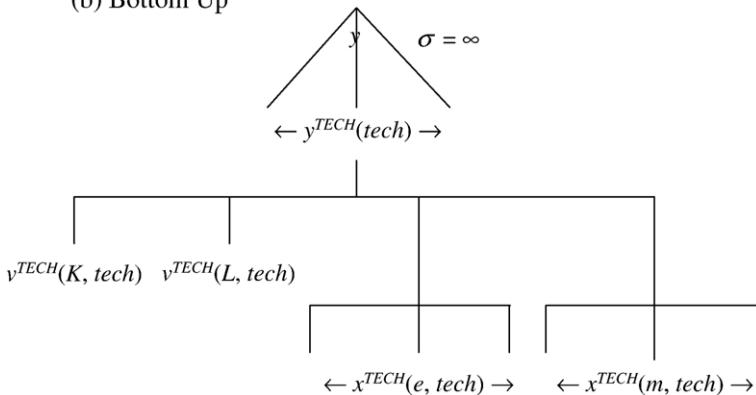 (b) Bottom Up
y
σ = ∞
← y^TECH(tech) →
v^TECH(K, tech) v^TECH(L, tech)
← x^TECH(e, tech) → ← x^TECH(m, tech) →